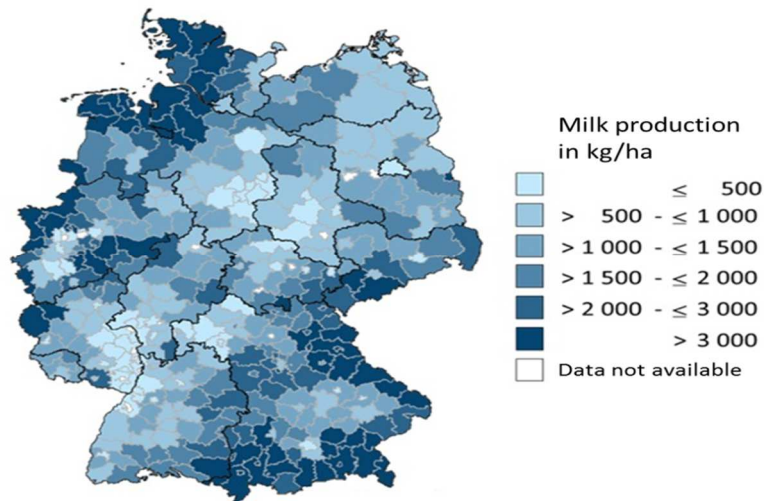 Milk production
in kg/ha
≤ 500
> 500 - ≤ 1 000
> 1 000 - ≤ 1 500
> 1 500 - ≤ 2 000
> 2 000 - ≤ 3 000
> 3 000
Data not available